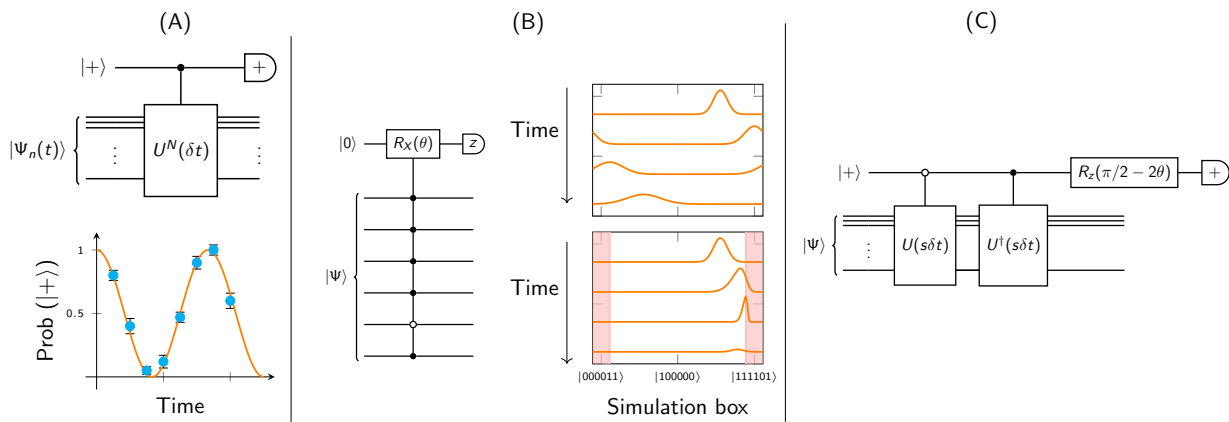 (A)
|+⟩
+
|Ψₙ(t)⟩
Uᴺ(δt)
⋮
⋮
Prob (|+⟩)
1
0.5
Time
(B)
|0⟩
R_X(θ)
z
|Ψ⟩
Time
Time
|000011⟩
|100000⟩
|111101⟩
Simulation box
(C)
|+⟩
R_z(π/2 − 2θ)
+
|Ψ⟩
⋮
U(sδt)
U†(sδt)